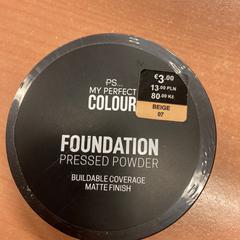 PS...
MY PERFECT
COLOUR
€3.00
13.00 PLN
80.00 Kč
BEIGE
07
FOUNDATION
PRESSED POWDER
BUILDABLE COVERAGE
MATTE FINISH